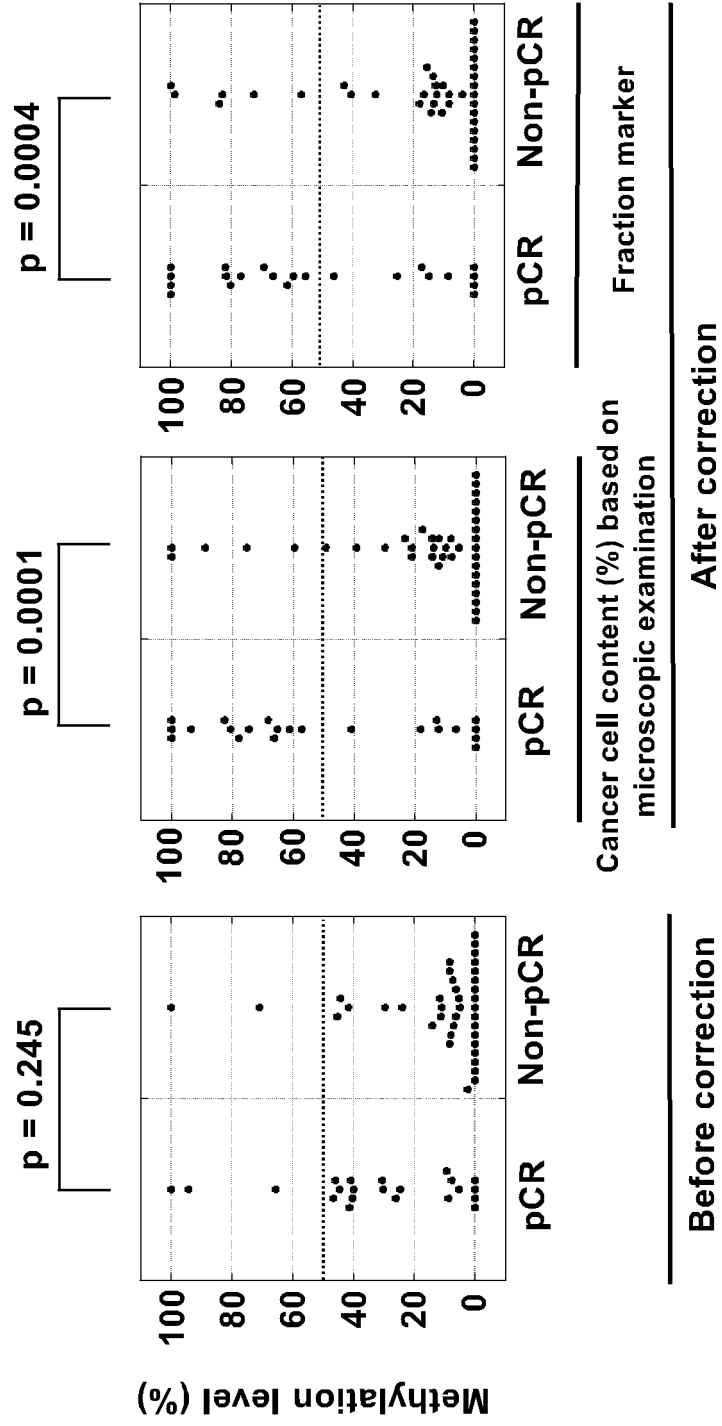 Methylation level (%)
p = 0.245
100
80
60
40
20
0
pCR
Non-pCR
Before correction
p = 0.0001
100
80
60
40
20
0
pCR
Non-pCR
Cancer cell content (%) based on
microscopic examination
p = 0.0004
100
80
60
40
20
0
pCR
Non-pCR
Fraction marker
After correction